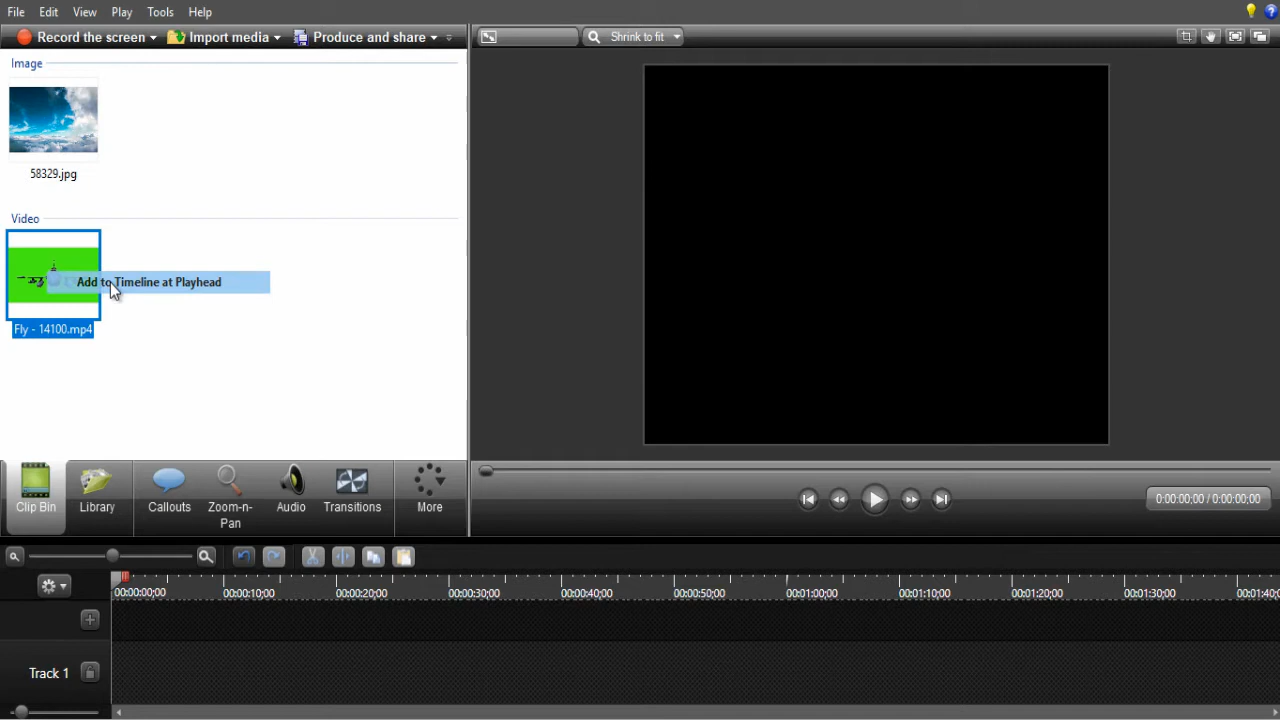 File Edit View Play Tools Help
Record the screen Import media Produce and share Shrink to fit
Image
58329.jpg
Video
Add to Timeline at Playhead
Fly - 14100.mp4
Clip Bin Library Callouts Zoom-n-Pan Audio Transitions More
0:00:00;00 / 0:00:00;00
00:00:00;00 00:00:10;00 00:00:20;00 00:00:30;00 00:00:40;00 00:00:50;00 00:01:00;00 00:01:10;00 00:01:20;00 00:01:30;00 00:01:40;
Track 1